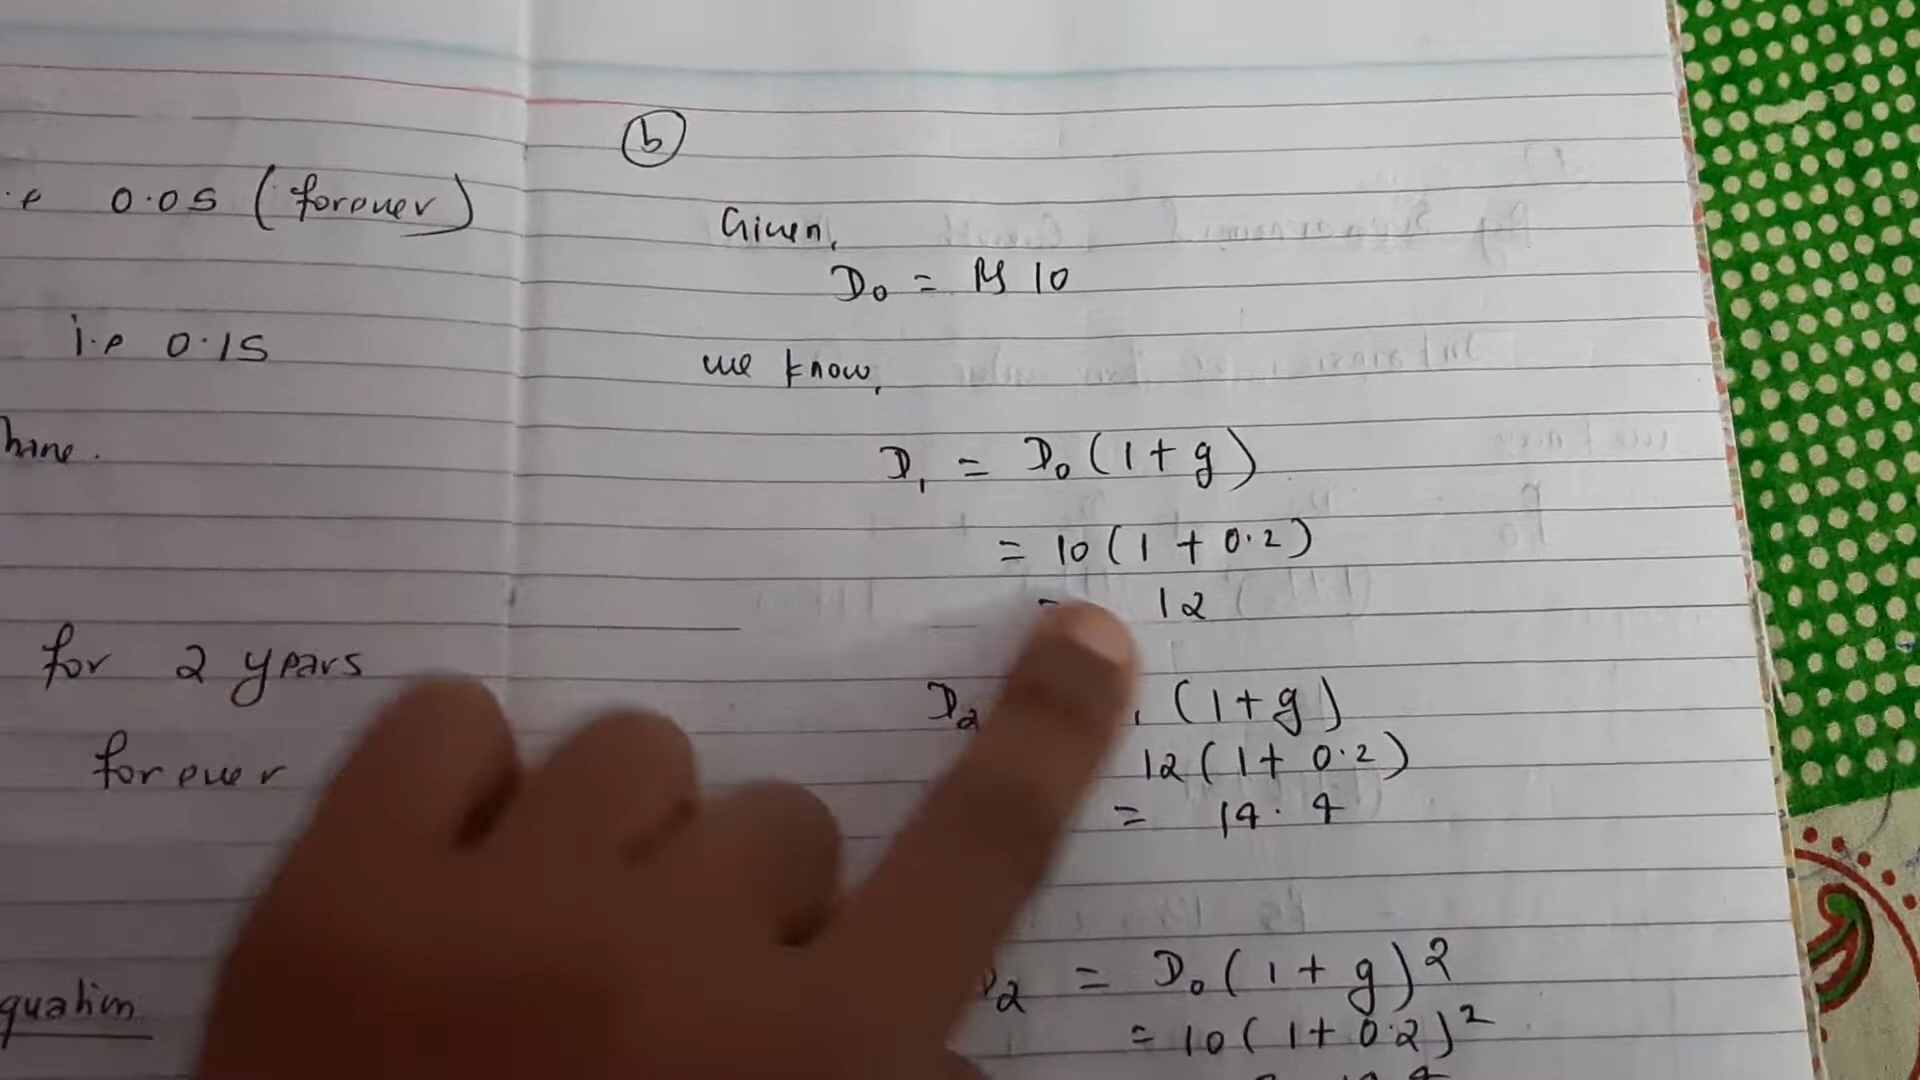 0.05 (forever)
i.e 0.15
for 2 years
forever
(b)
Given,
D₀ = Rs 10
we know,
D₁ = D₀(1+g)
= 10(1 + 0.2)
= 12
D₂ (1+g)
12(1+ 0.2)
= 14.4
D₂ = D₀(1+g)²
= 10(1+0.2)²